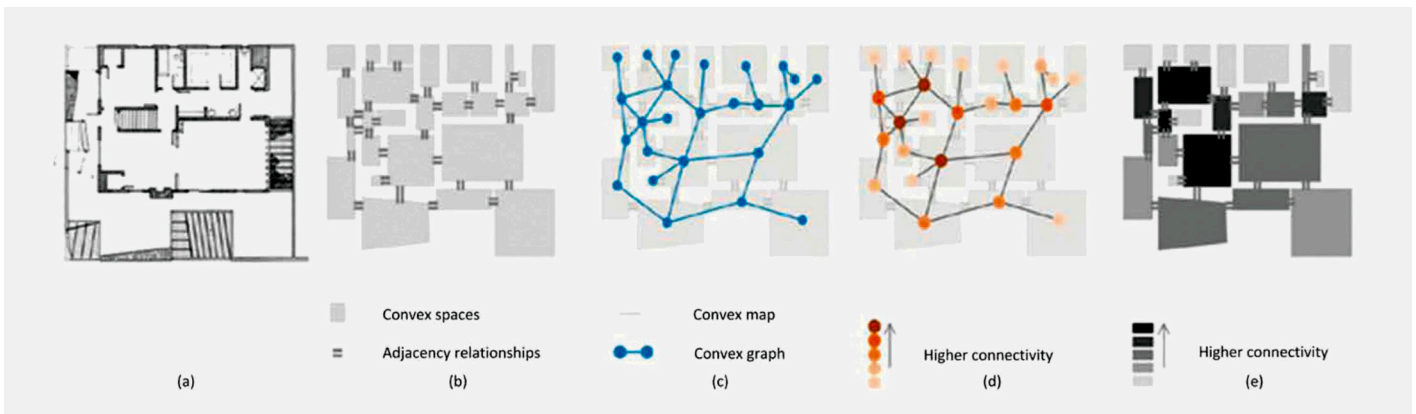 Convex spaces
Adjacency relationships
Convex map
Convex graph
Higher connectivity
Higher connectivity
(a)
(b)
(c)
(d)
(e)